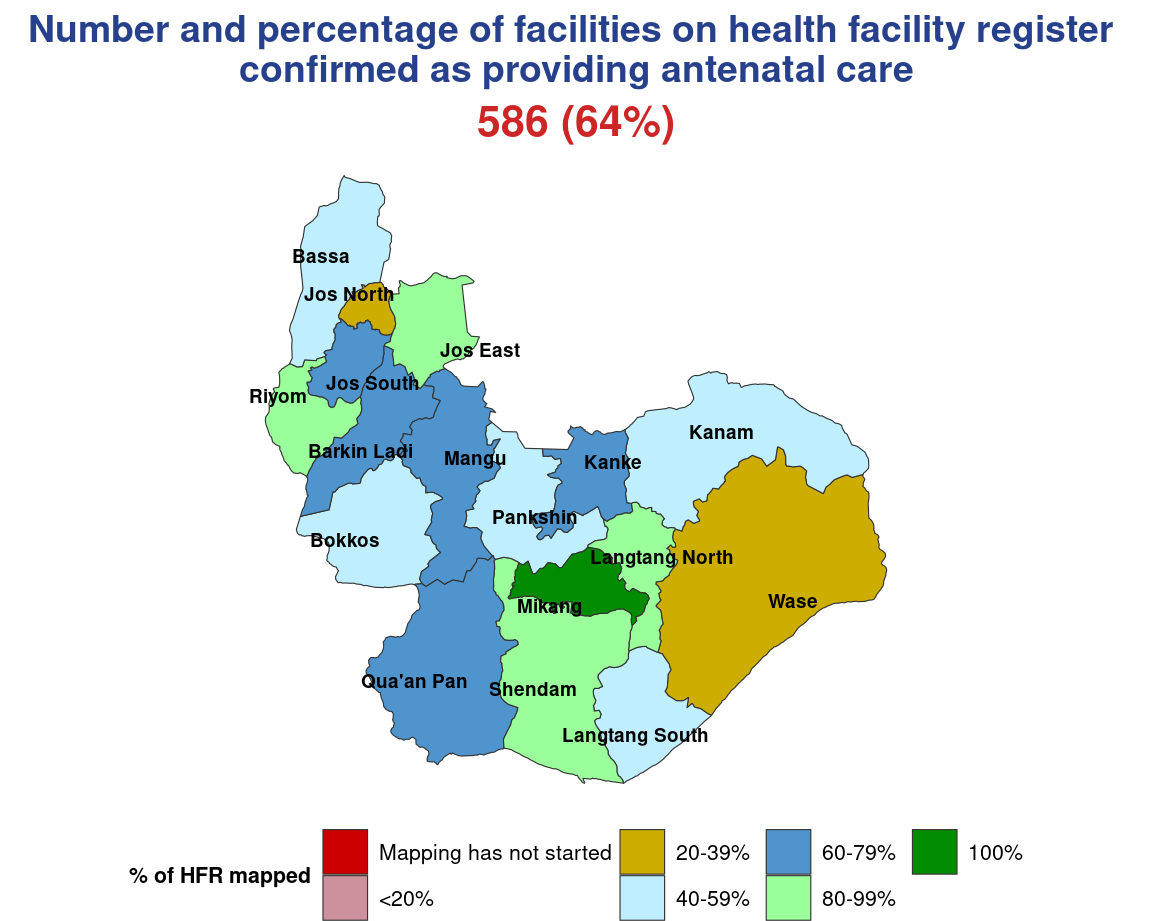 Number and percentage of facilities on health facility register
confirmed as providing antenatal care
586 (64%)
Bassa
Jos North
Jos East
Jos South
Riyom
Kanam
Barkin Ladi
Mangu
Kanke
Pankshin
Bokkos
Langtang North
Wase
Mikang
Qua'an Pan
Shendam
Langtang South
% of HFR mapped
Mapping has not started
<20%
20-39%
40-59%
60-79%
80-99%
100%